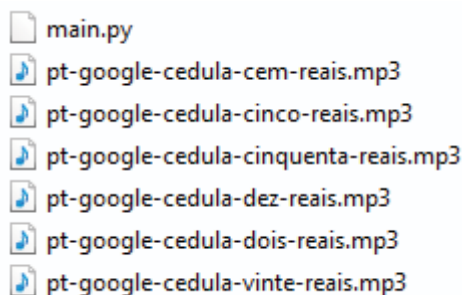 main.py
pt-google-cedula-cem-reais.mp3
pt-google-cedula-cinco-reais.mp3
pt-google-cedula-cinquenta-reais.mp3
pt-google-cedula-dez-reais.mp3
pt-google-cedula-dois-reais.mp3
pt-google-cedula-vinte-reais.mp3